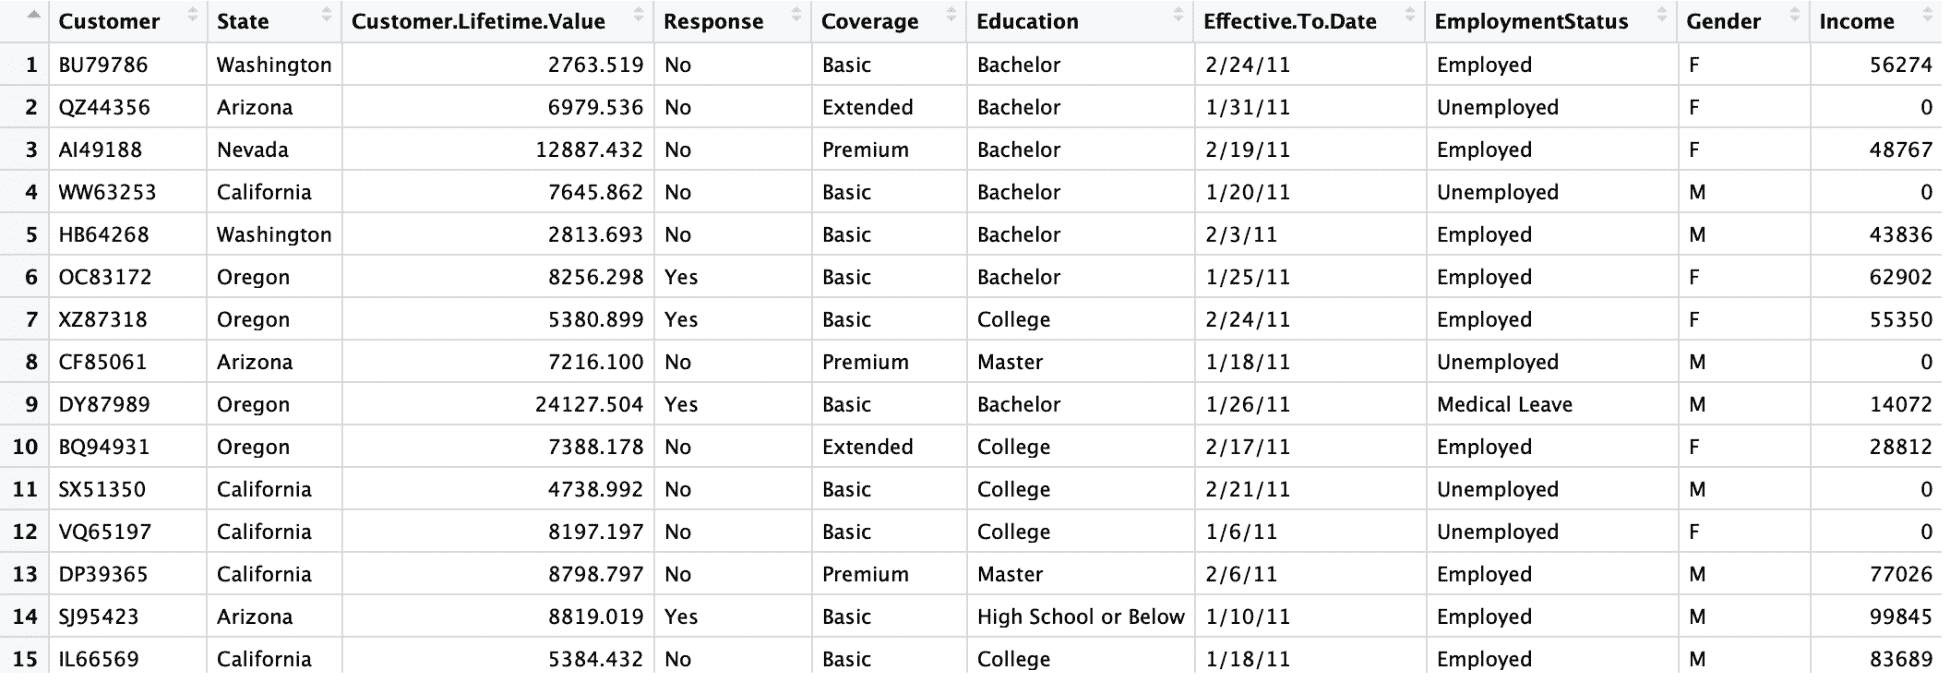 Customer State Customer.Lifetime.Value Response Coverage Education Effective.To.Date EmploymentStatus Gender Income
1 BU79786 Washington 2763.519 No Basic Bachelor 2/24/11 Employed F 56274
2 QZ44356 Arizona 6979.536 No Extended Bachelor 1/31/11 Unemployed F 0
3 AI49188 Nevada 12887.432 No Premium Bachelor 2/19/11 Employed F 48767
4 WW63253 California 7645.862 No Basic Bachelor 1/20/11 Unemployed M 0
5 HB64268 Washington 2813.693 No Basic Bachelor 2/3/11 Employed M 43836
6 OC83172 Oregon 8256.298 Yes Basic Bachelor 1/25/11 Employed F 62902
7 XZ87318 Oregon 5380.899 Yes Basic College 2/24/11 Employed F 55350
8 CF85061 Arizona 7216.100 No Premium Master 1/18/11 Unemployed M 0
9 DY87989 Oregon 24127.504 Yes Basic Bachelor 1/26/11 Medical Leave M 14072
10 BQ94931 Oregon 7388.178 No Extended College 2/17/11 Employed F 28812
11 SX51350 California 4738.992 No Basic College 2/21/11 Unemployed M 0
12 VQ65197 California 8197.197 No Basic College 1/6/11 Unemployed F 0
13 DP39365 California 8798.797 No Premium Master 2/6/11 Employed M 77026
14 SJ95423 Arizona 8819.019 Yes Basic High School or Below 1/10/11 Employed M 99845
15 IL66569 California 5384.432 No Basic College 1/18/11 Employed M 83689